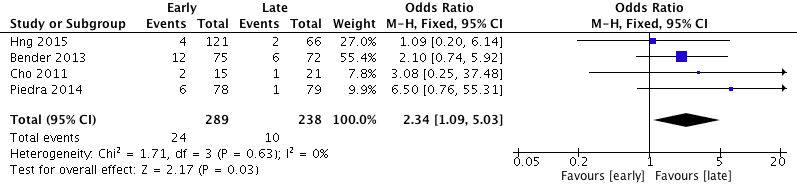 Early Late Odds Ratio Odds Ratio
Study or Subgroup Events Total Events Total Weight M-H, Fixed, 95% CI M-H, Fixed, 95% CI
Hng 2015 4 121 2 66 27.0% 1.09 [0.20, 6.14]
Bender 2013 12 75 6 72 55.4% 2.10 [0.74, 5.92]
Cho 2011 2 15 1 21 7.8% 3.08 [0.25, 37.48]
Piedra 2014 6 78 1 79 9.9% 6.50 [0.76, 55.31]
Total (95% CI) 289 238 100.0% 2.34 [1.09, 5.03]
Total events 24 10
Heterogeneity: Chi² = 1.71, df = 3 (P = 0.63); I² = 0%
Test for overall effect: Z = 2.17 (P = 0.03)
0.05 0.2 1 5 20
Favours [early] Favours [late]